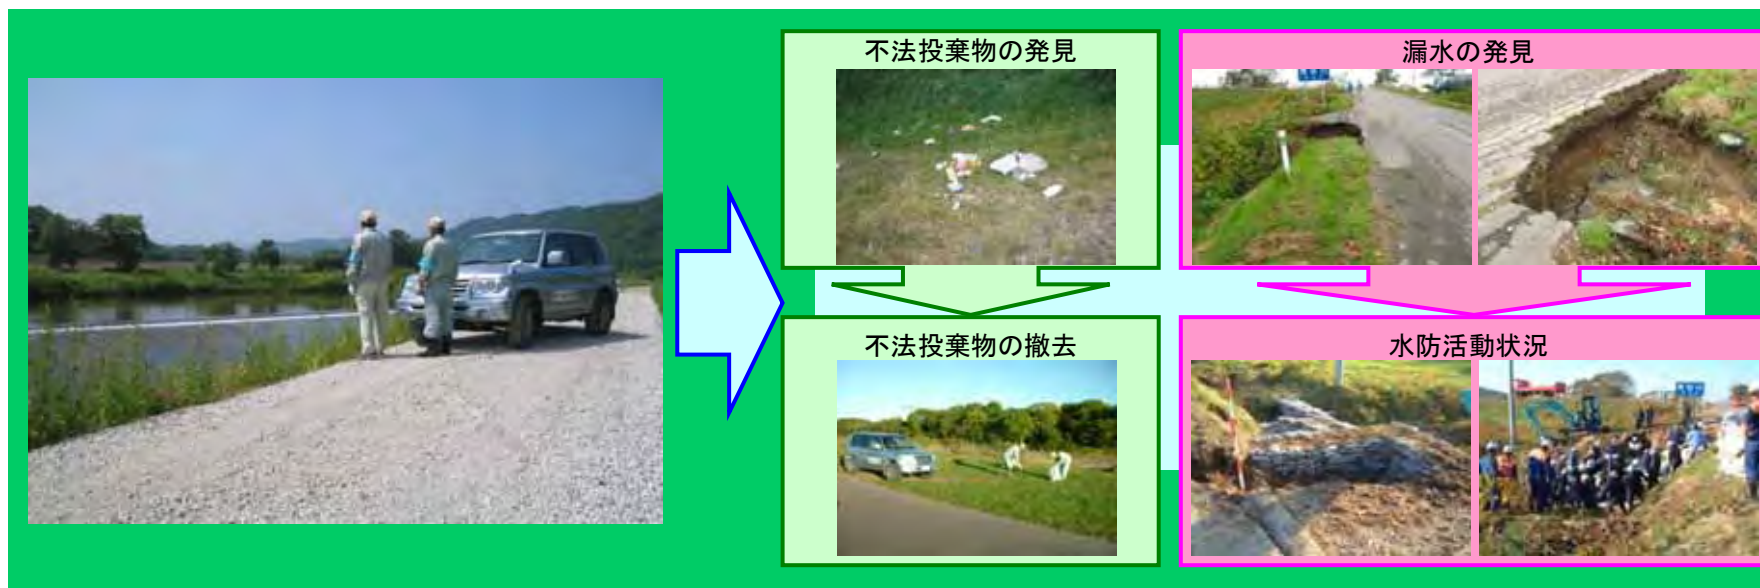 不法投棄物の発見
漏水の発見
不法投棄物の撤去
水防活動状況